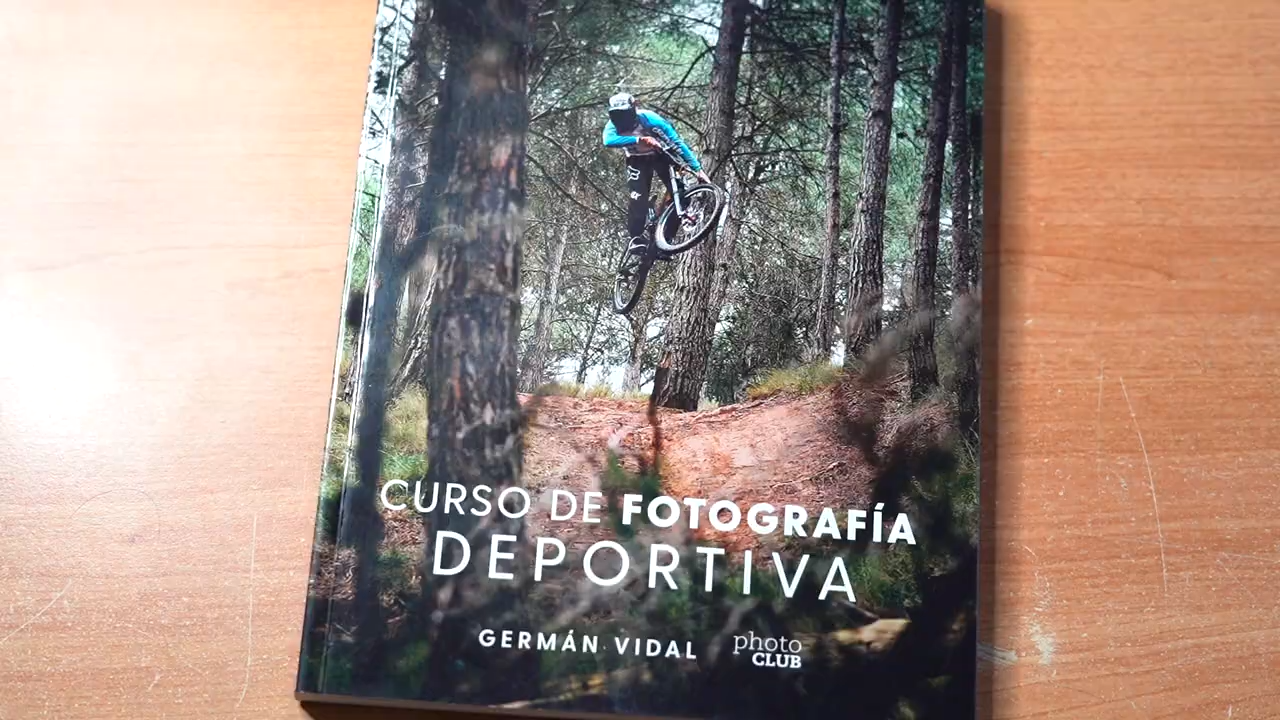 CURSO DE FOTOGRAFÍA
DEPORTIVA
GERMÁN VIDAL
photo
CLUB